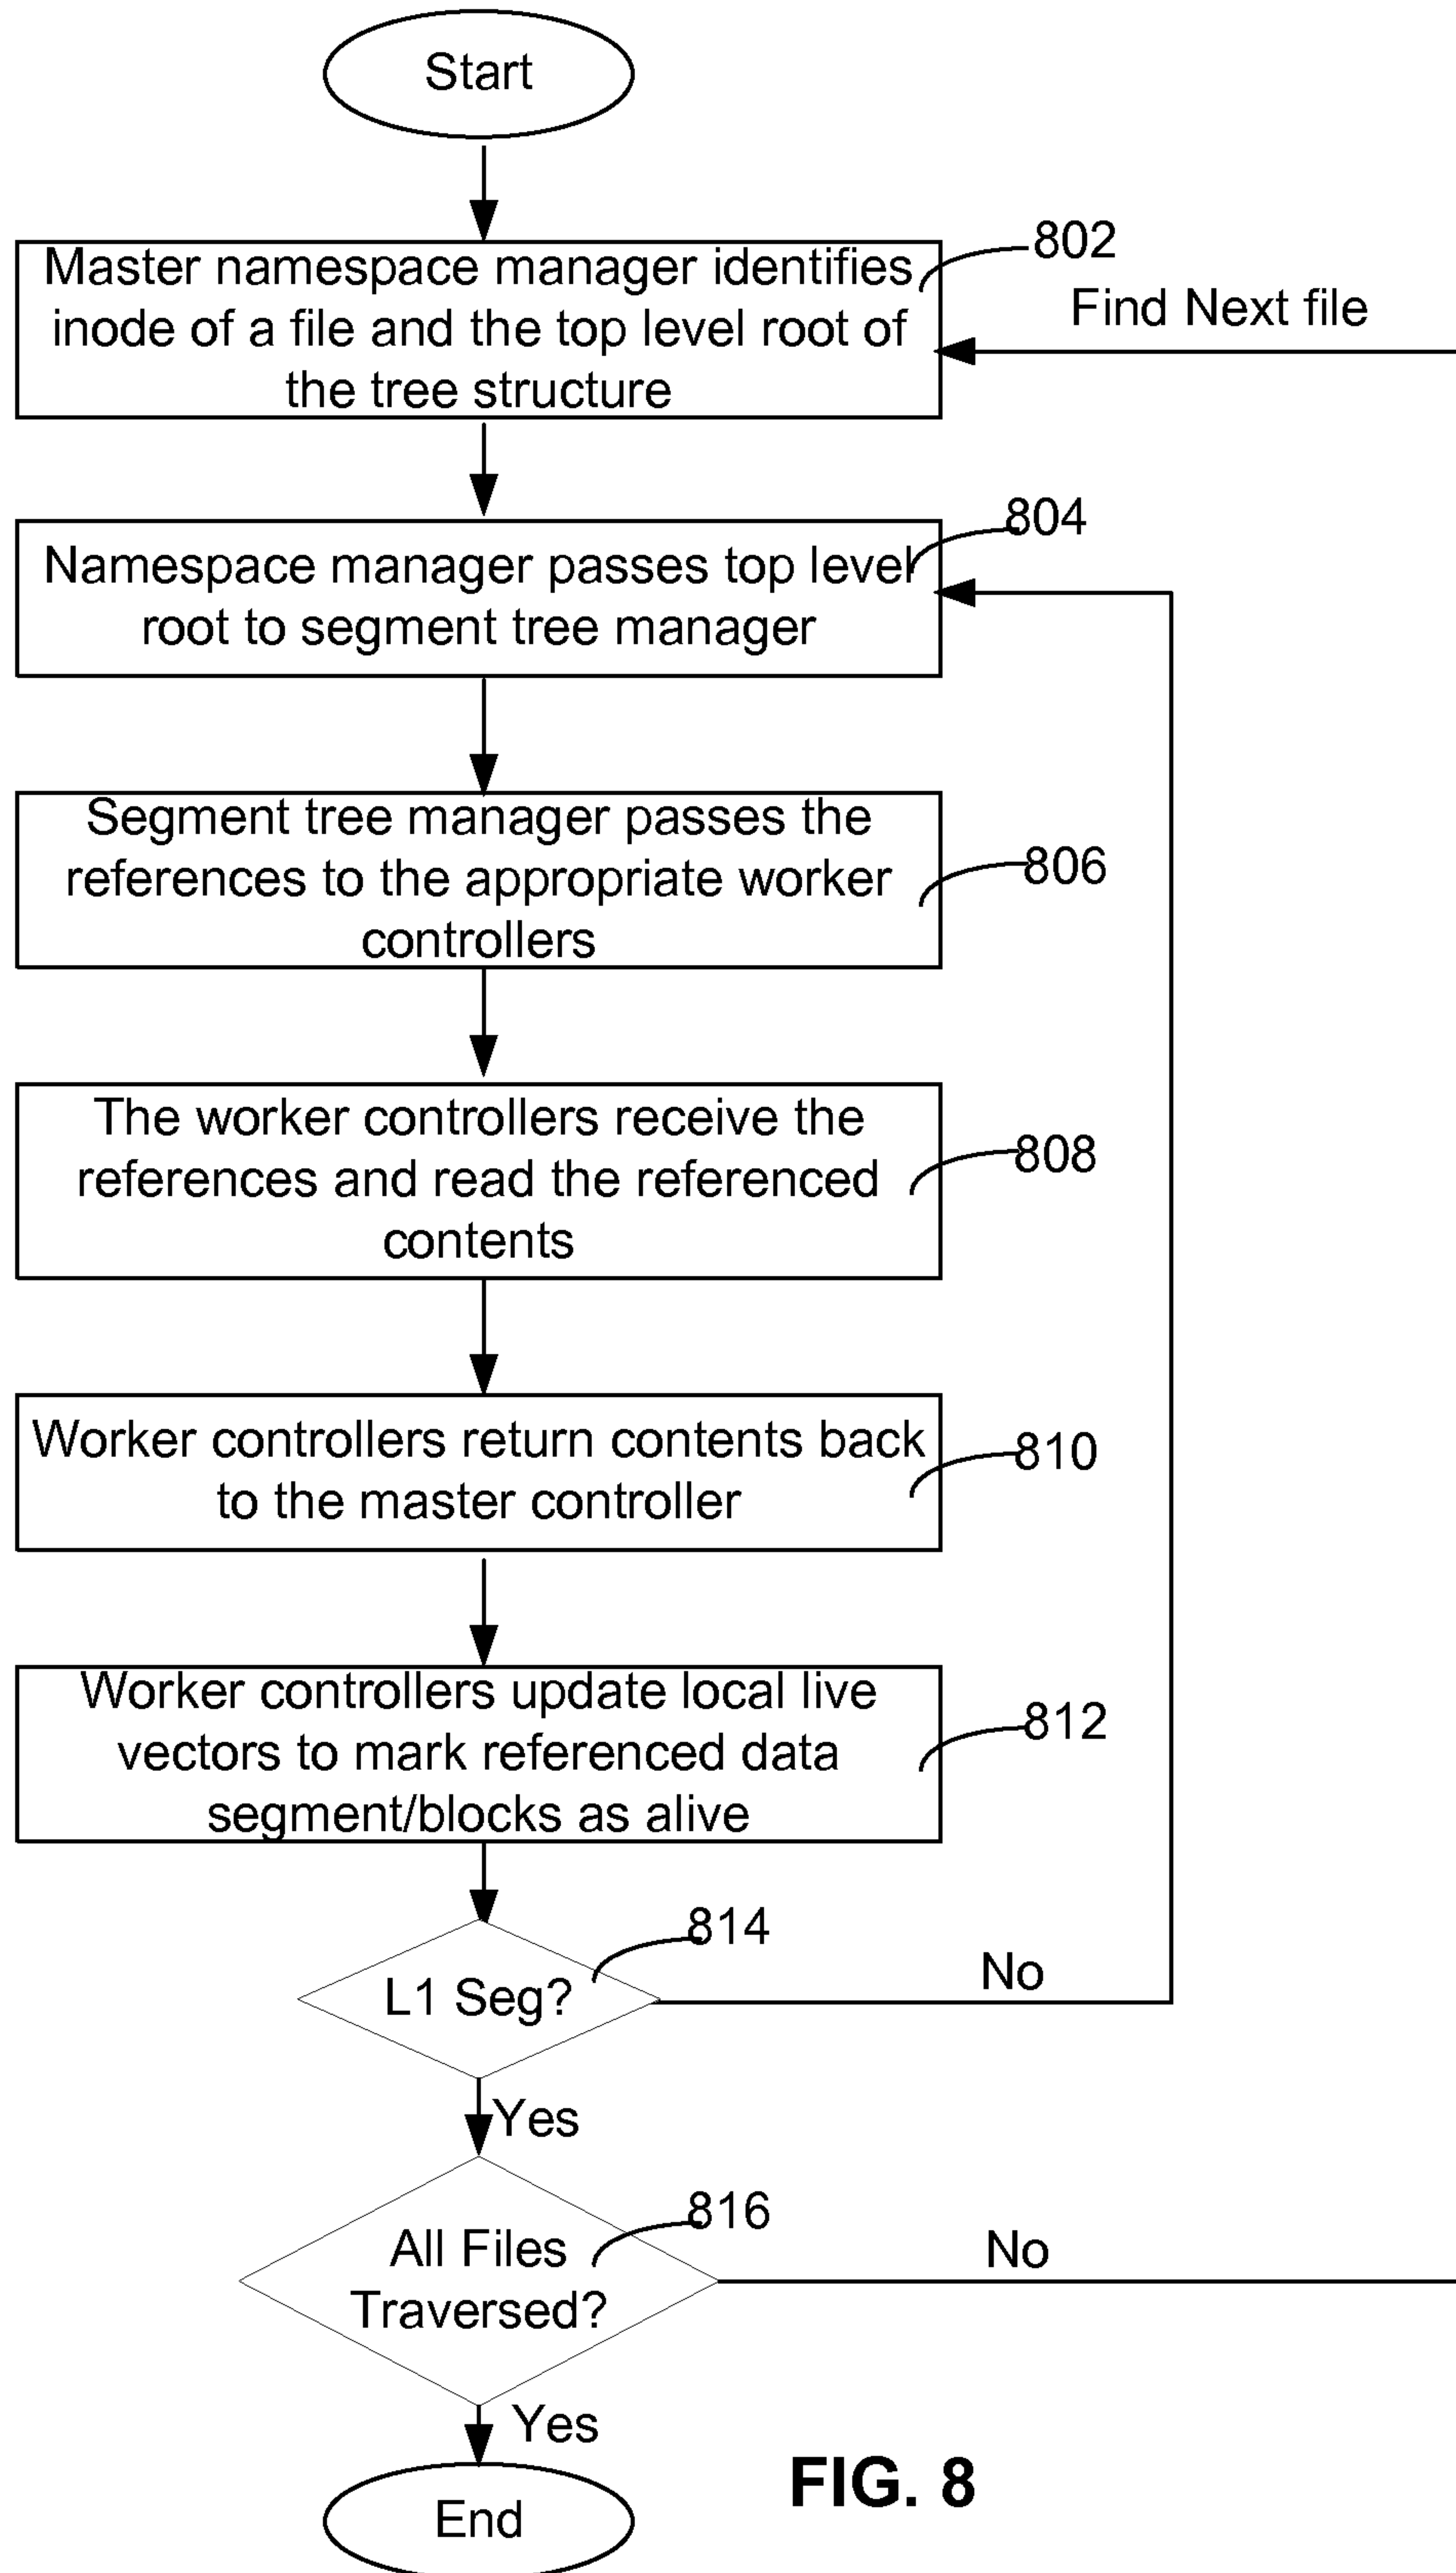 Start
Master namespace manager identifies
inode of a file and the top level root of
the tree structure
802
Find Next file
Namespace manager passes top level
root to segment tree manager
804
Segment tree manager passes the
references to the appropriate worker
controllers
806
The worker controllers receive the
references and read the referenced
contents
808
Worker controllers return contents back
to the master controller
810
Worker controllers update local live
vectors to mark referenced data
segment/blocks as alive
812
L1 Seg?
814
No
Yes
All Files
Traversed?
816
No
Yes
End
FIG. 8